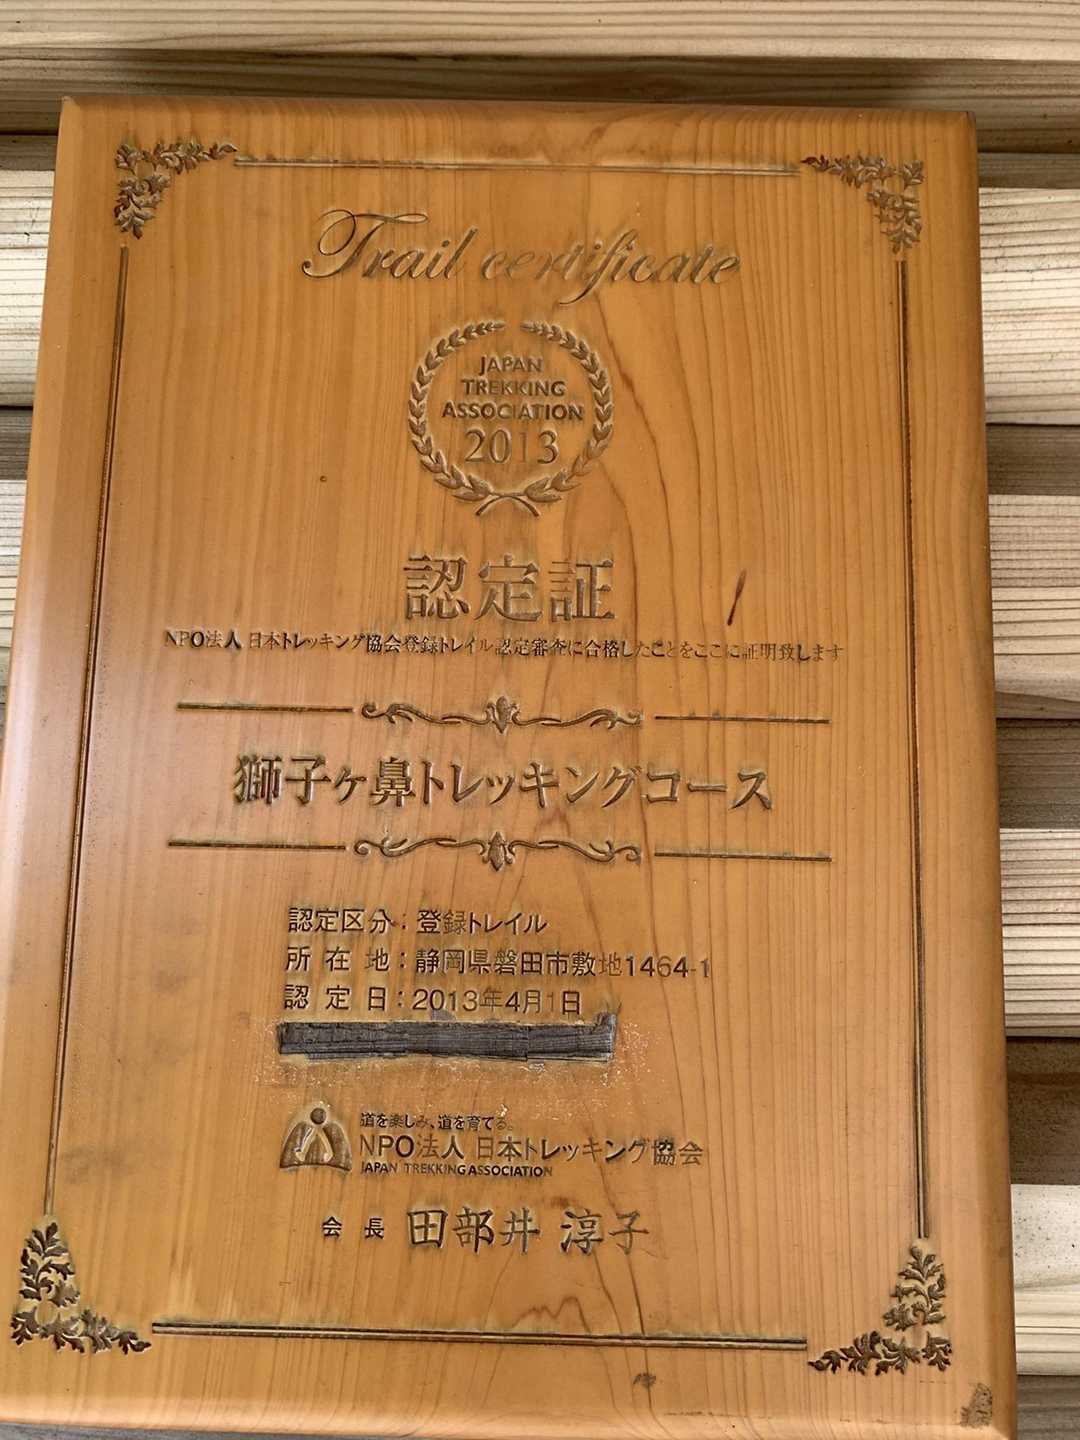 Trail certificate
JAPAN
TREKKING
ASSOCIATION
2013
認定証
NPO法人 日本トレッキング協会登録トレイル認定審査に合格したことをここに証明致します
獅子ヶ鼻トレッキングコース
認定区分：登録トレイル
所在地：静岡県磐田市敷地1464-1
認定日：2013年4月1日
道を楽しみ、道を育てる。
NPO法人 日本トレッキング協会
JAPAN TREKKING ASSOCIATION
会長 田部井 淳子